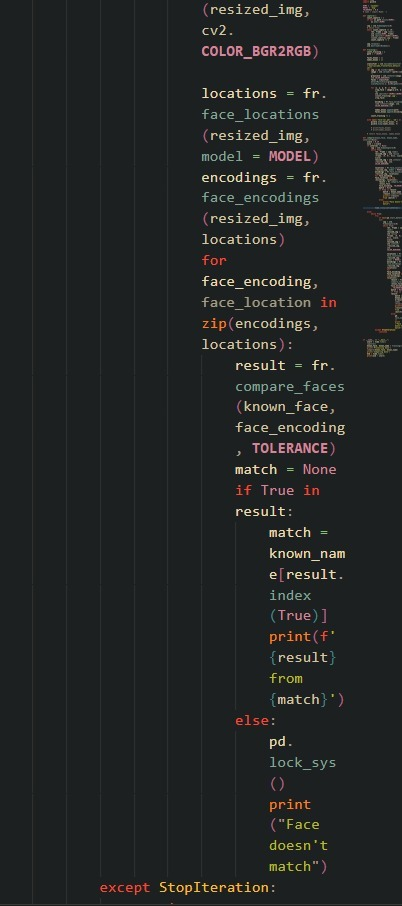 (resized_img,
cv2.
COLOR_BGR2RGB)
locations = fr.
face_locations
(resized_img,
model = MODEL)
encodings = fr.
face_encodings
(resized_img,
locations)
for
face_encoding,
face_location in
zip(encodings,
locations):
result = fr.
compare_faces
(known_face,
face_encoding
, TOLERANCE)
match = None
if True in
result:
match =
known_nam
e[result.
index
(True)]
print(f'
{result}
from
{match}')
else:
pd.
lock_sys
()
print
("Face
doesn't
match")
except StopIteration: